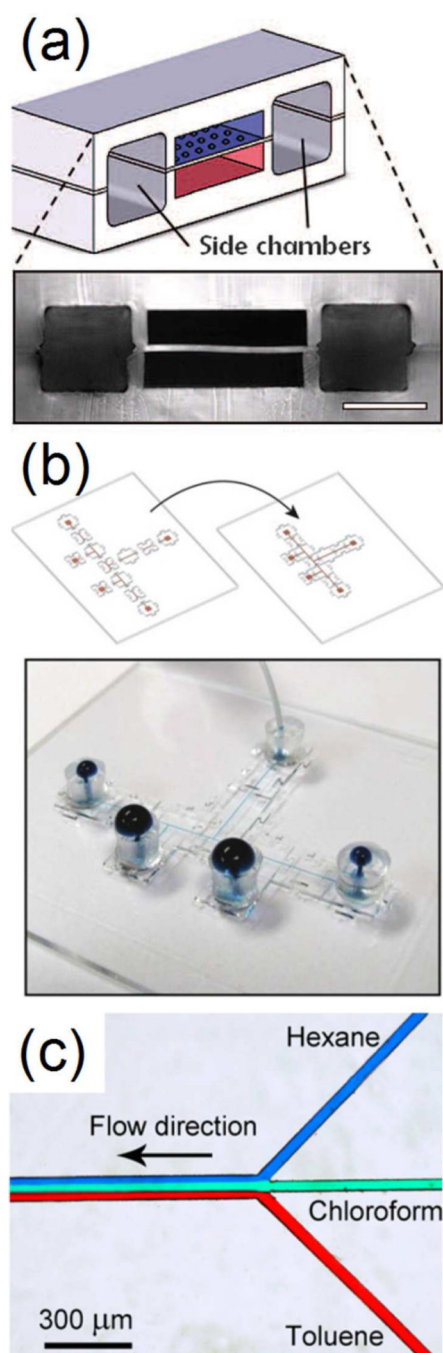 (a)
Side chambers
(b)
(c)
Hexane
Flow direction
Chloroform
300 μm
Toluene